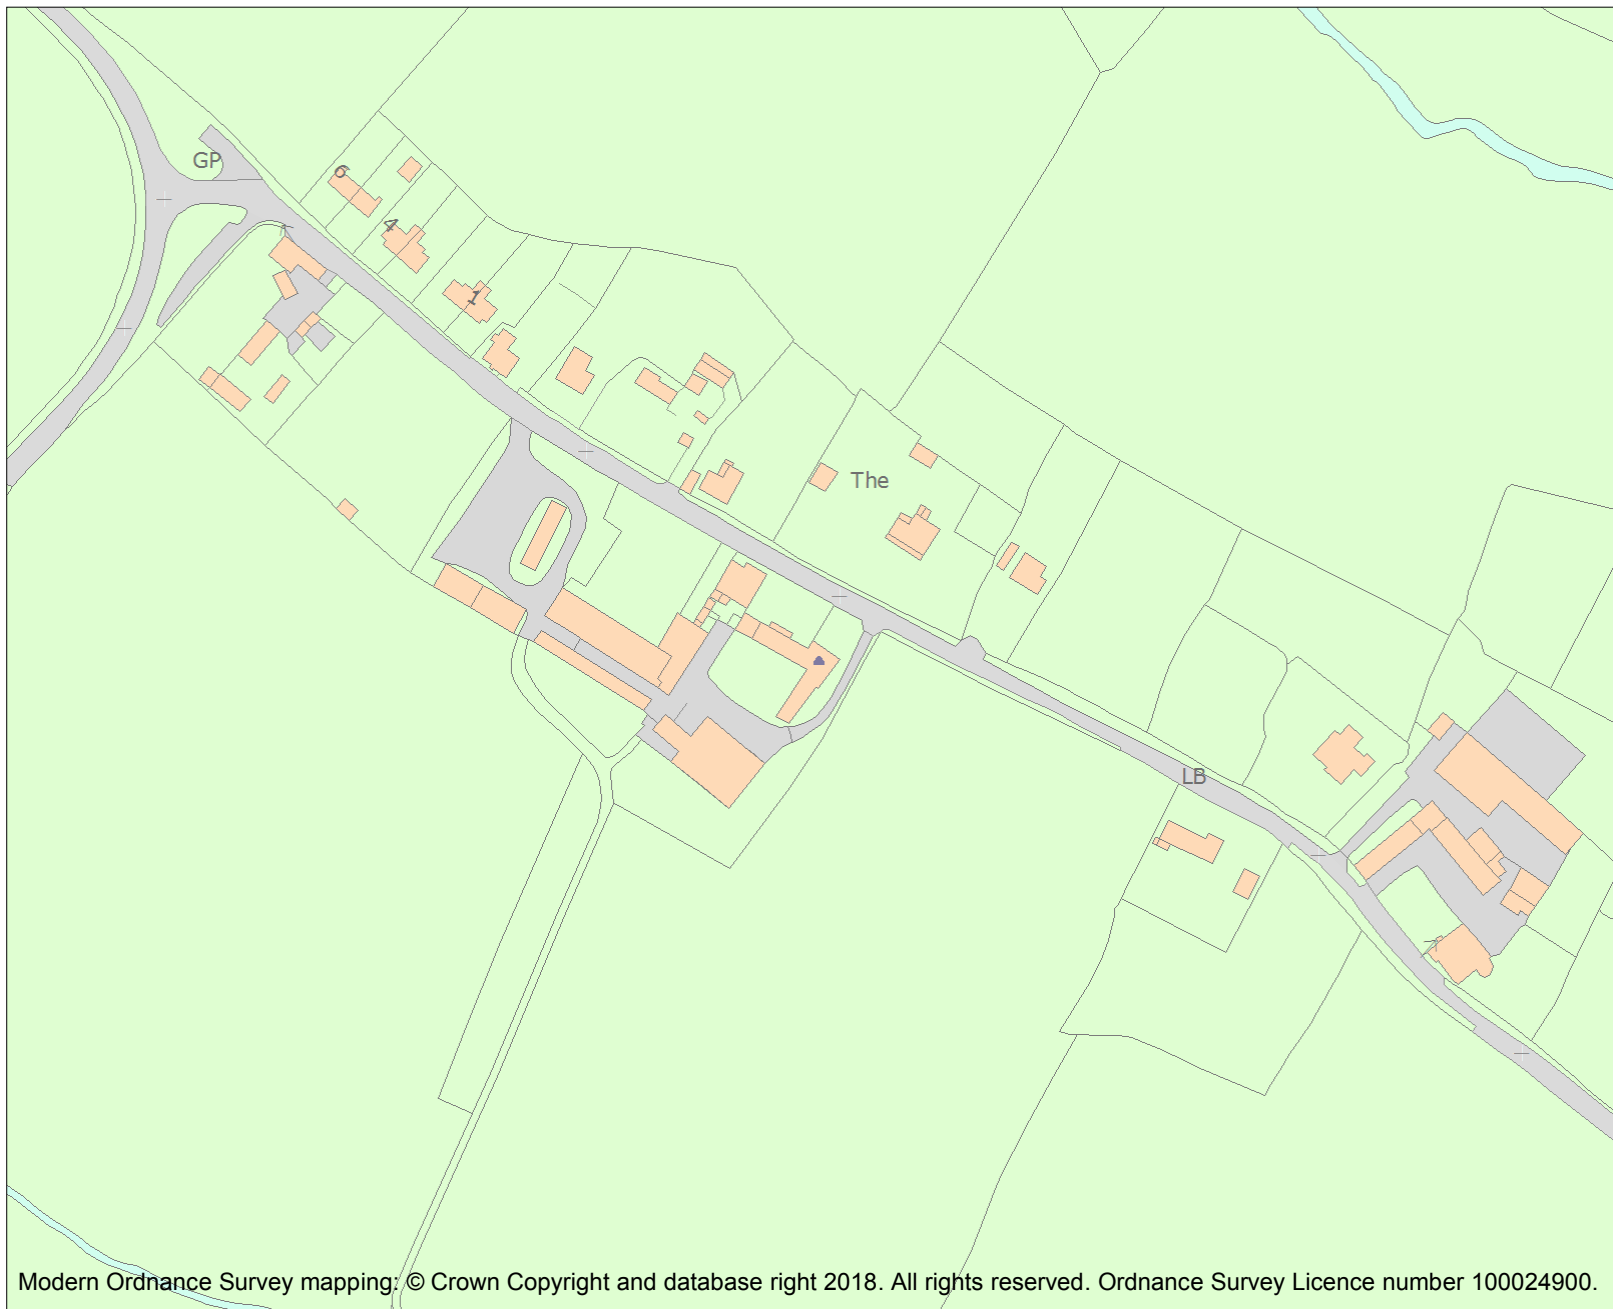 GP
6
4
1
The
LB
Modern Ordnance Survey mapping: © Crown Copyright and database right 2018. All rights reserved. Ordnance Survey Licence number 100024900.